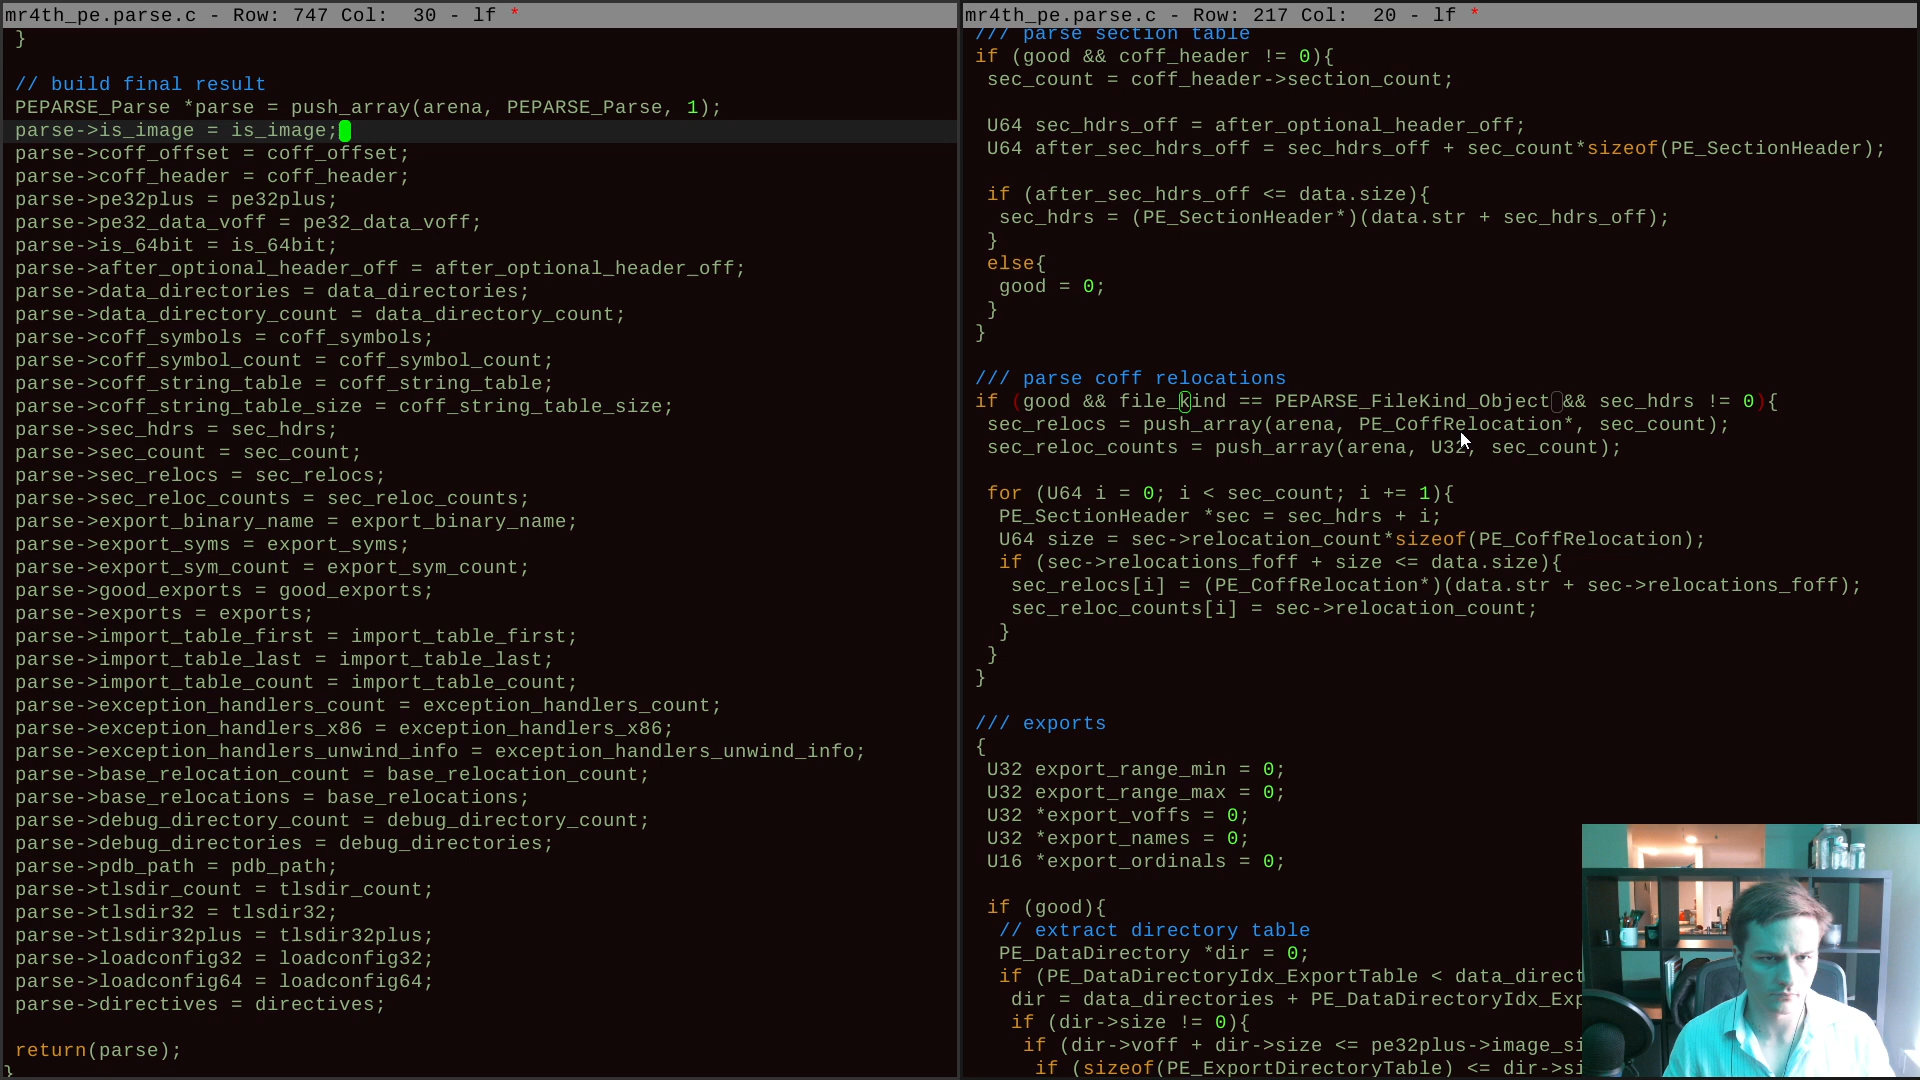 mr4th_pe.parse.c - Row: 747 Col:  30 - lf *
}
// build final result
PEPARSE_Parse *parse = push_array(arena, PEPARSE_Parse, 1);
parse->is_image = is_image;
parse->coff_offset = coff_offset;
parse->coff_header = coff_header;
parse->pe32plus = pe32plus;
parse->pe32_data_voff = pe32_data_voff;
parse->is_64bit = is_64bit;
parse->after_optional_header_off = after_optional_header_off;
parse->data_directories = data_directories;
parse->data_directory_count = data_directory_count;
parse->coff_symbols = coff_symbols;
parse->coff_symbol_count = coff_symbol_count;
parse->coff_string_table = coff_string_table;
parse->coff_string_table_size = coff_string_table_size;
parse->sec_hdrs = sec_hdrs;
parse->sec_count = sec_count;
parse->sec_relocs = sec_relocs;
parse->sec_reloc_counts = sec_reloc_counts;
parse->export_binary_name = export_binary_name;
parse->export_syms = export_syms;
parse->export_sym_count = export_sym_count;
parse->good_exports = good_exports;
parse->exports = exports;
parse->import_table_first = import_table_first;
parse->import_table_last = import_table_last;
parse->import_table_count = import_table_count;
parse->exception_handlers_count = exception_handlers_count;
parse->exception_handlers_x86 = exception_handlers_x86;
parse->exception_handlers_unwind_info = exception_handlers_unwind_info;
parse->base_relocation_count = base_relocation_count;
parse->base_relocations = base_relocations;
parse->debug_directory_count = debug_directory_count;
parse->debug_directories = debug_directories;
parse->pdb_path = pdb_path;
parse->tlsdir_count = tlsdir_count;
parse->tlsdir32 = tlsdir32;
parse->tlsdir32plus = tlsdir32plus;
parse->loadconfig32 = loadconfig32;
parse->loadconfig64 = loadconfig64;
parse->directives = directives;
return(parse);
}
mr4th_pe.parse.c - Row: 217 Col:  20 - lf *
/// parse section table
if (good && coff_header != 0){
sec_count = coff_header->section_count;
U64 sec_hdrs_off = after_optional_header_off;
U64 after_sec_hdrs_off = sec_hdrs_off + sec_count*sizeof(PE_SectionHeader);
if (after_sec_hdrs_off <= data.size){
sec_hdrs = (PE_SectionHeader*)(data.str + sec_hdrs_off);
}
else{
good = 0;
}
}
/// parse coff relocations
if (good && file_kind == PEPARSE_FileKind_Object && sec_hdrs != 0){
sec_relocs = push_array(arena, PE_CoffRelocation*, sec_count);
sec_reloc_counts = push_array(arena, U32, sec_count);
for (U64 i = 0; i < sec_count; i += 1){
PE_SectionHeader *sec = sec_hdrs + i;
U64 size = sec->relocation_count*sizeof(PE_CoffRelocation);
if (sec->relocations_foff + size <= data.size){
sec_relocs[i] = (PE_CoffRelocation*)(data.str + sec->relocations_foff);
sec_reloc_counts[i] = sec->relocation_count;
}
}
}
/// exports
{
U32 export_range_min = 0;
U32 export_range_max = 0;
U32 *export_voffs = 0;
U32 *export_names = 0;
U16 *export_ordinals = 0;
if (good){
// extract directory table
PE_DataDirectory *dir = 0;
if (PE_DataDirectoryIdx_ExportTable < data_direct
dir = data_directories + PE_DataDirectoryIdx_Exp
if (dir->size != 0){
if (dir->voff + dir->size <= pe32plus->image_si
if (sizeof(PE_ExportDirectoryTable) <= dir->si